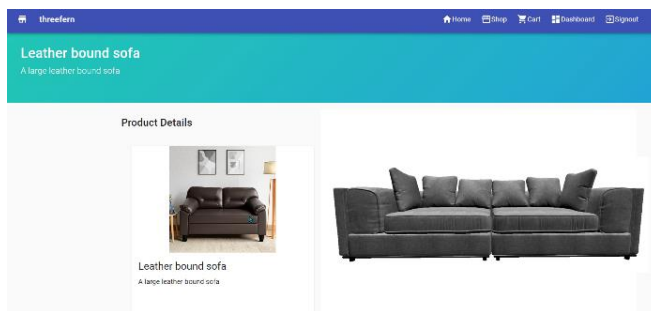 threefern
Home Shop Cart Dashboard Signout
Leather bound sofa
A large leather bound sofa
Product Details
Leather bound sofa
A large leather bound sofa